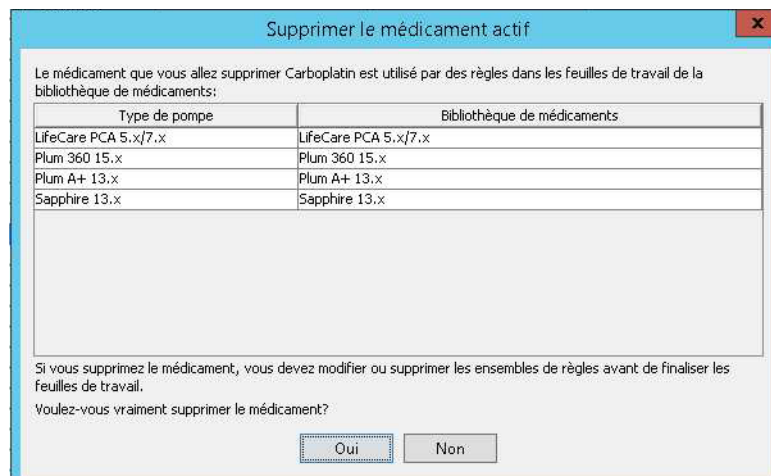 Supprimer le médicament actif
x
Le médicament que vous allez supprimer Carboplatin est utilisé par des règles dans les feuilles de travail de la
bibliothèque de médicaments:
Type de pompe Bibliothèque de médicaments
LifeCare PCA 5.x/7.x LifeCare PCA 5.x/7.x
Plum 360 15.x Plum 360 15.x
Plum A+ 13.x Plum A+ 13.x
Sapphire 13.x Sapphire 13.x
Si vous supprimez le médicament, vous devez modifier ou supprimer les ensembles de règles avant de finaliser les
feuilles de travail.
Voulez-vous vraiment supprimer le médicament?
Oui Non